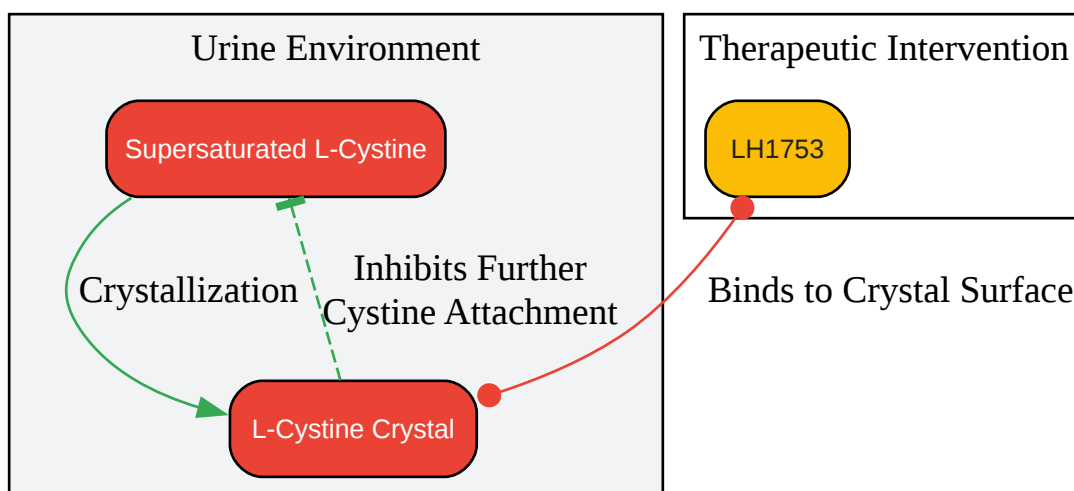 Urine Environment
Therapeutic Intervention
Supersaturated L-Cystine
LH1753
Crystallization
Inhibits Further
Cystine Attachment
Binds to Crystal Surface
L-Cystine Crystal